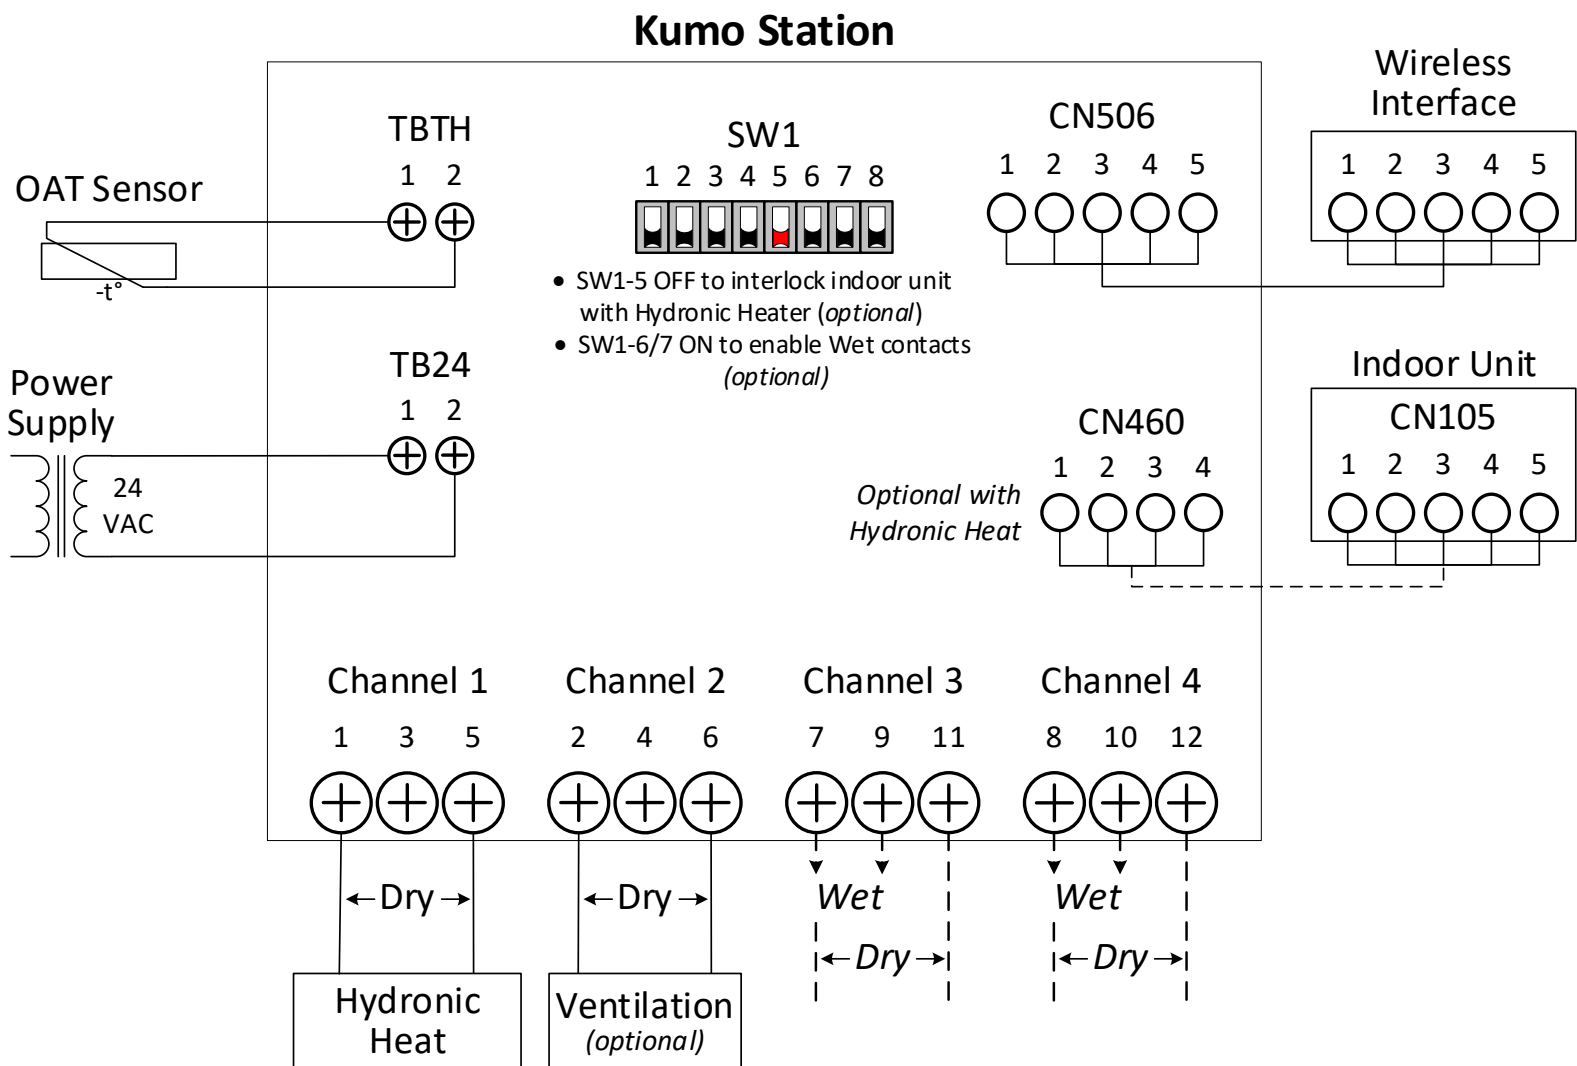 Kumo Station
Wireless
Interface
TBTH
1 2
SW1
1 2 3 4 5 6 7 8
CN506
1 2 3 4 5
1 2 3 4 5
OAT Sensor
-t°
• SW1-5 OFF to interlock indoor unit
with Hydronic Heater (optional)
• SW1-6/7 ON to enable Wet contacts
(optional)
Power
Supply
24
VAC
TB24
1 2
Indoor Unit
CN105
1 2 3 4 5
CN460
1 2 3 4
Optional with
Hydronic Heat
Channel 1
1 3 5
Channel 2
2 4 6
Channel 3
7 9 11
Channel 4
8 10 12
Dry
Dry
Wet
Dry
Wet
Dry
Hydronic
Heat
Ventilation
(optional)